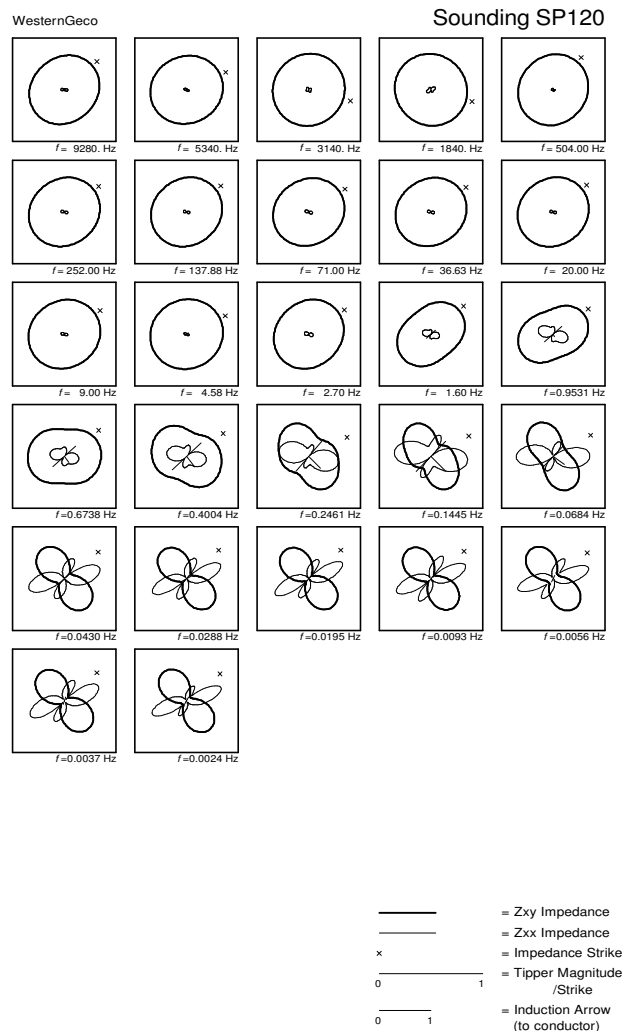 WesternGeco Sounding SP120
f = 9280. Hz f = 5340. Hz f = 3140. Hz f = 1840. Hz f = 504.00 Hz
f = 252.00 Hz f = 137.88 Hz f = 71.00 Hz f = 36.63 Hz f = 20.00 Hz
f = 9.00 Hz f = 4.58 Hz f = 2.70 Hz f = 1.60 Hz f =0.9531 Hz
f =0.6738 Hz f =0.4004 Hz f =0.2461 Hz f =0.1445 Hz f =0.0684 Hz
f =0.0430 Hz f =0.0288 Hz f =0.0195 Hz f =0.0093 Hz f =0.0056 Hz
f =0.0037 Hz f =0.0024 Hz
= Zxy Impedance
= Zxx Impedance
× = Impedance Strike
0 1 = Tipper Magnitude
/Strike
0 1 = Induction Arrow
(to conductor)